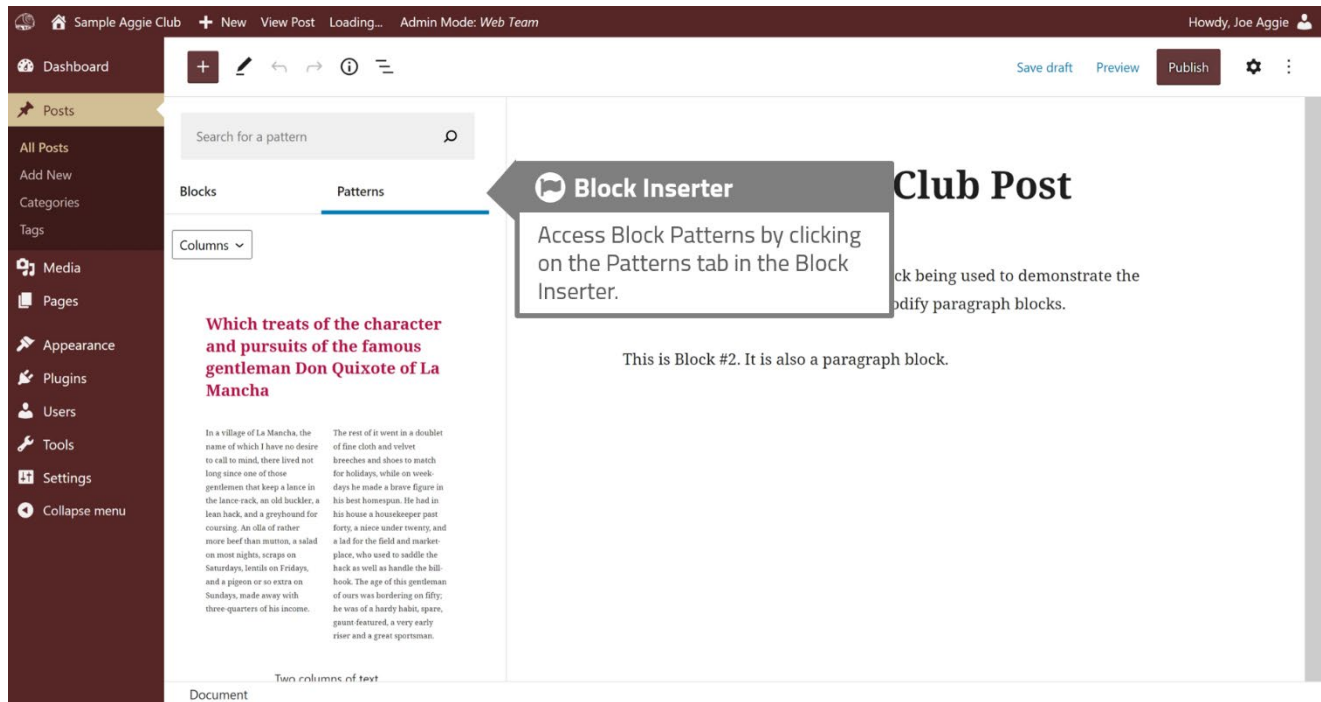 Sample Aggie Club New View Post Loading... Admin Mode: Web Team Howdy, Joe Aggie
Dashboard
Save draft Preview Publish
Posts
All Posts
Add New
Categories
Tags
Media
Pages
Appearance
Plugins
Users
Tools
Settings
Collapse menu
Search for a pattern
Blocks Patterns
Columns
Which treats of the character
and pursuits of the famous
gentleman Don Quixote of La
Mancha
In a village of La Mancha, the
name of which I have no desire
to call to mind, there lived not
long since one of those
gentlemen that keep a lance in
the lance-rack, an old buckler, a
lean hack, and a greyhound for
coursing. An olla of rather
more beef than mutton, a salad
on most nights, scraps on
Saturdays, lentils on Fridays,
and a pigeon or so extra on
Sundays, made away with
three-quarters of his income.
The rest of it went in a doublet
of fine cloth and velvet
breeches and shoes to match
for holidays, while on week-
days he made a brave figure in
his best homespun. He had in
his house a housekeeper past
forty, a niece under twenty, and
a lad for the field and market-
place, who used to saddle the
hack as well as handle the bill-
hook. The age of this gentleman
of ours was bordering on fifty;
he was of a hardy habit, spare,
gaunt-featured, a very early
riser and a great sportsman.
Two columns of text
Block Inserter
Access Block Patterns by clicking
on the Patterns tab in the Block
Inserter.
Club Post
ck being used to demonstrate the
odify paragraph blocks.
This is Block #2. It is also a paragraph block.
Document